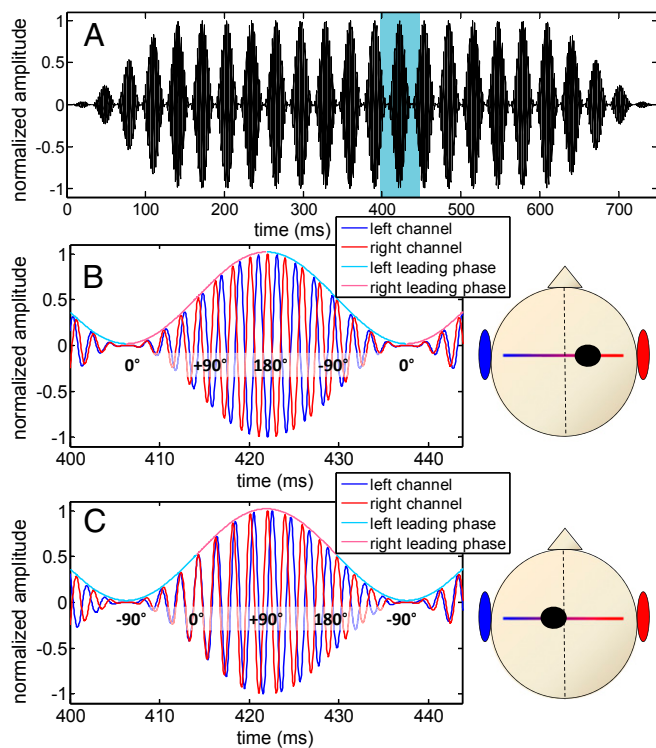 A
normalized amplitude
1
0.5
0
-0.5
-1
0 100 200 300 400 500 600 700
time (ms)
left channel
right channel
left leading phase
right leading phase
B
normalized amplitude
1
0.5
0
-0.5
-1
0° +90° 180° -90° 0°
400 410 420 430 440
time (ms)
left channel
right channel
left leading phase
right leading phase
C
normalized amplitude
1
0.5
0
-0.5
-1
-90° 0° +90° 180° -90°
400 410 420 430 440
time (ms)